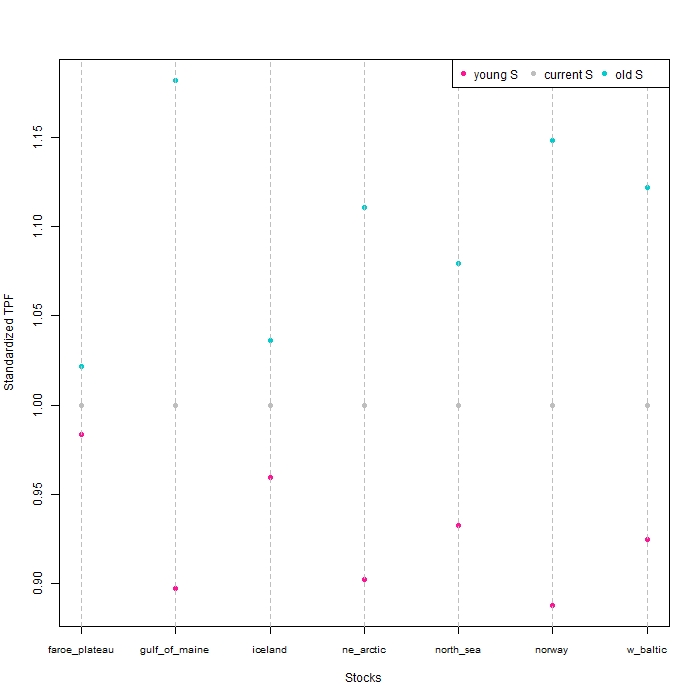 young S current S old S
1.15
1.10
1.05
1.00
0.95
0.90
Standardized TPF
faroe_plateau gulf_of_maine iceland ne_arctic north_sea norway w_baltic
Stocks